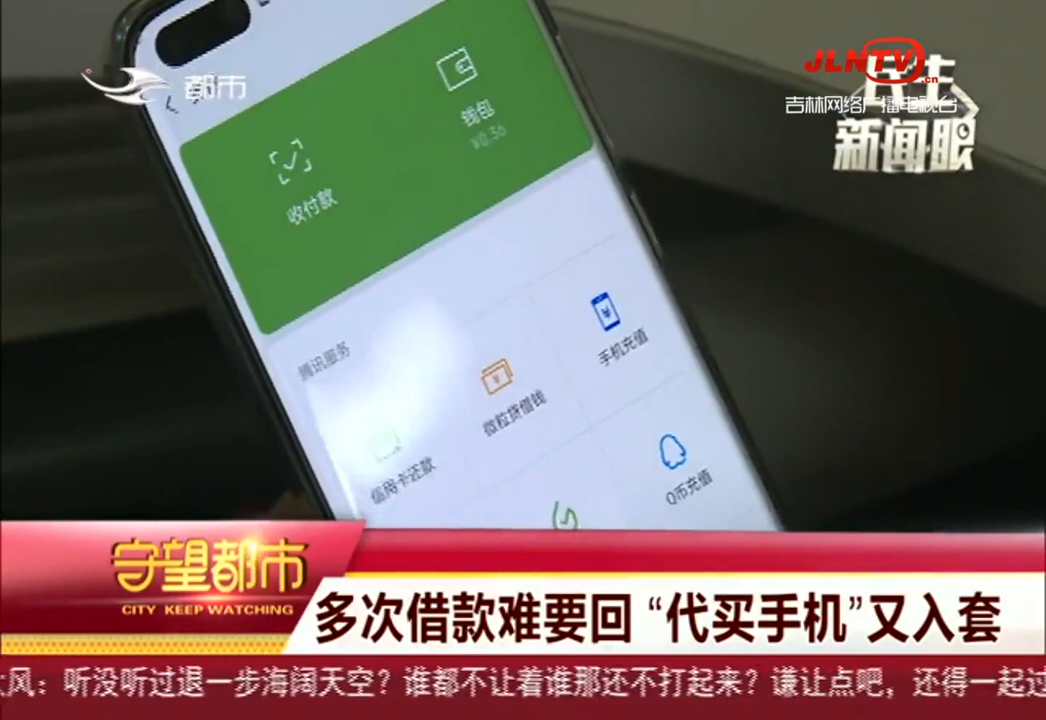 都市
JLNTV.cn
吉林网络广播电视台
民生
新闻眼
钱包
¥0.36
收付款
腾讯服务
手机充值
微粒贷借钱
信用卡还款
Q币充值
守望都市
CITY KEEP WATCHING
多次借款难要回 “代买手机”又入套
大风：听没听过退一步海阔天空？谁都不让着谁那还不打起来？谦让点吧，还得一起过